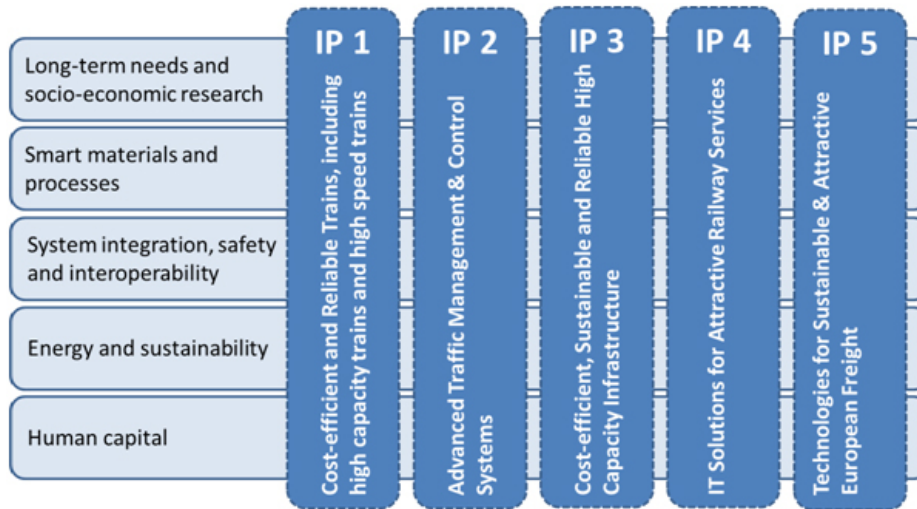 Long-term needs and
socio-economic research
Smart materials and
processes
System integration, safety
and interoperability
Energy and sustainability
Human capital
IP 1
Cost-efficient and Reliable Trains, including
high capacity trains and high speed trains
IP 2
Advanced Traffic Management & Control
Systems
IP 3
Cost-efficient, Sustainable and Reliable High
Capacity Infrastructure
IP 4
IT Solutions for Attractive Railway Services
IP 5
Technologies for Sustainable & Attractive
European Freight